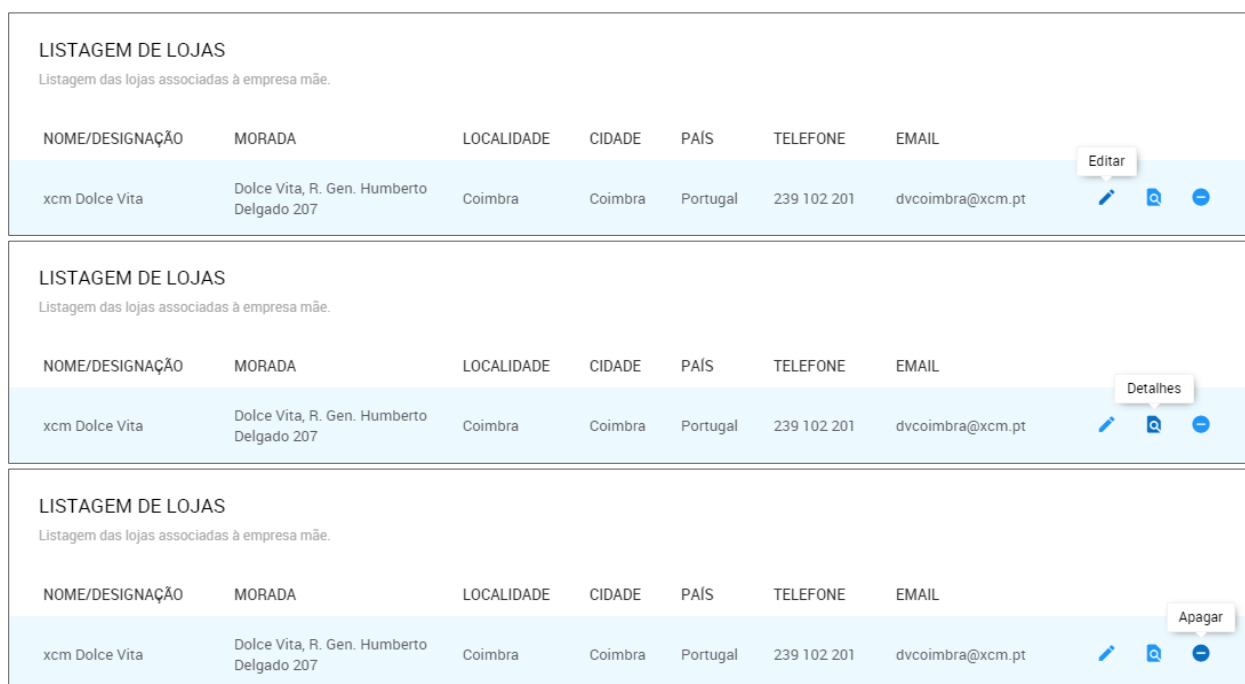 LISTAGEM DE LOJAS
Listagem das lojas associadas à empresa mãe.
NOME/DESIGNAÇÃO MORADA LOCALIDADE CIDADE PAÍS TELEFONE EMAIL
Editar
xcm Dolce Vita Dolce Vita, R. Gen. Humberto Coimbra Coimbra Portugal 239 102 201 dvcoimbra@xcm.pt
Delgado 207
LISTAGEM DE LOJAS
Listagem das lojas associadas à empresa mãe.
NOME/DESIGNAÇÃO MORADA LOCALIDADE CIDADE PAÍS TELEFONE EMAIL
Detalhes
xcm Dolce Vita Dolce Vita, R. Gen. Humberto Coimbra Coimbra Portugal 239 102 201 dvcoimbra@xcm.pt
Delgado 207
LISTAGEM DE LOJAS
Listagem das lojas associadas à empresa mãe.
NOME/DESIGNAÇÃO MORADA LOCALIDADE CIDADE PAÍS TELEFONE EMAIL
Apagar
xcm Dolce Vita Dolce Vita, R. Gen. Humberto Coimbra Coimbra Portugal 239 102 201 dvcoimbra@xcm.pt
Delgado 207